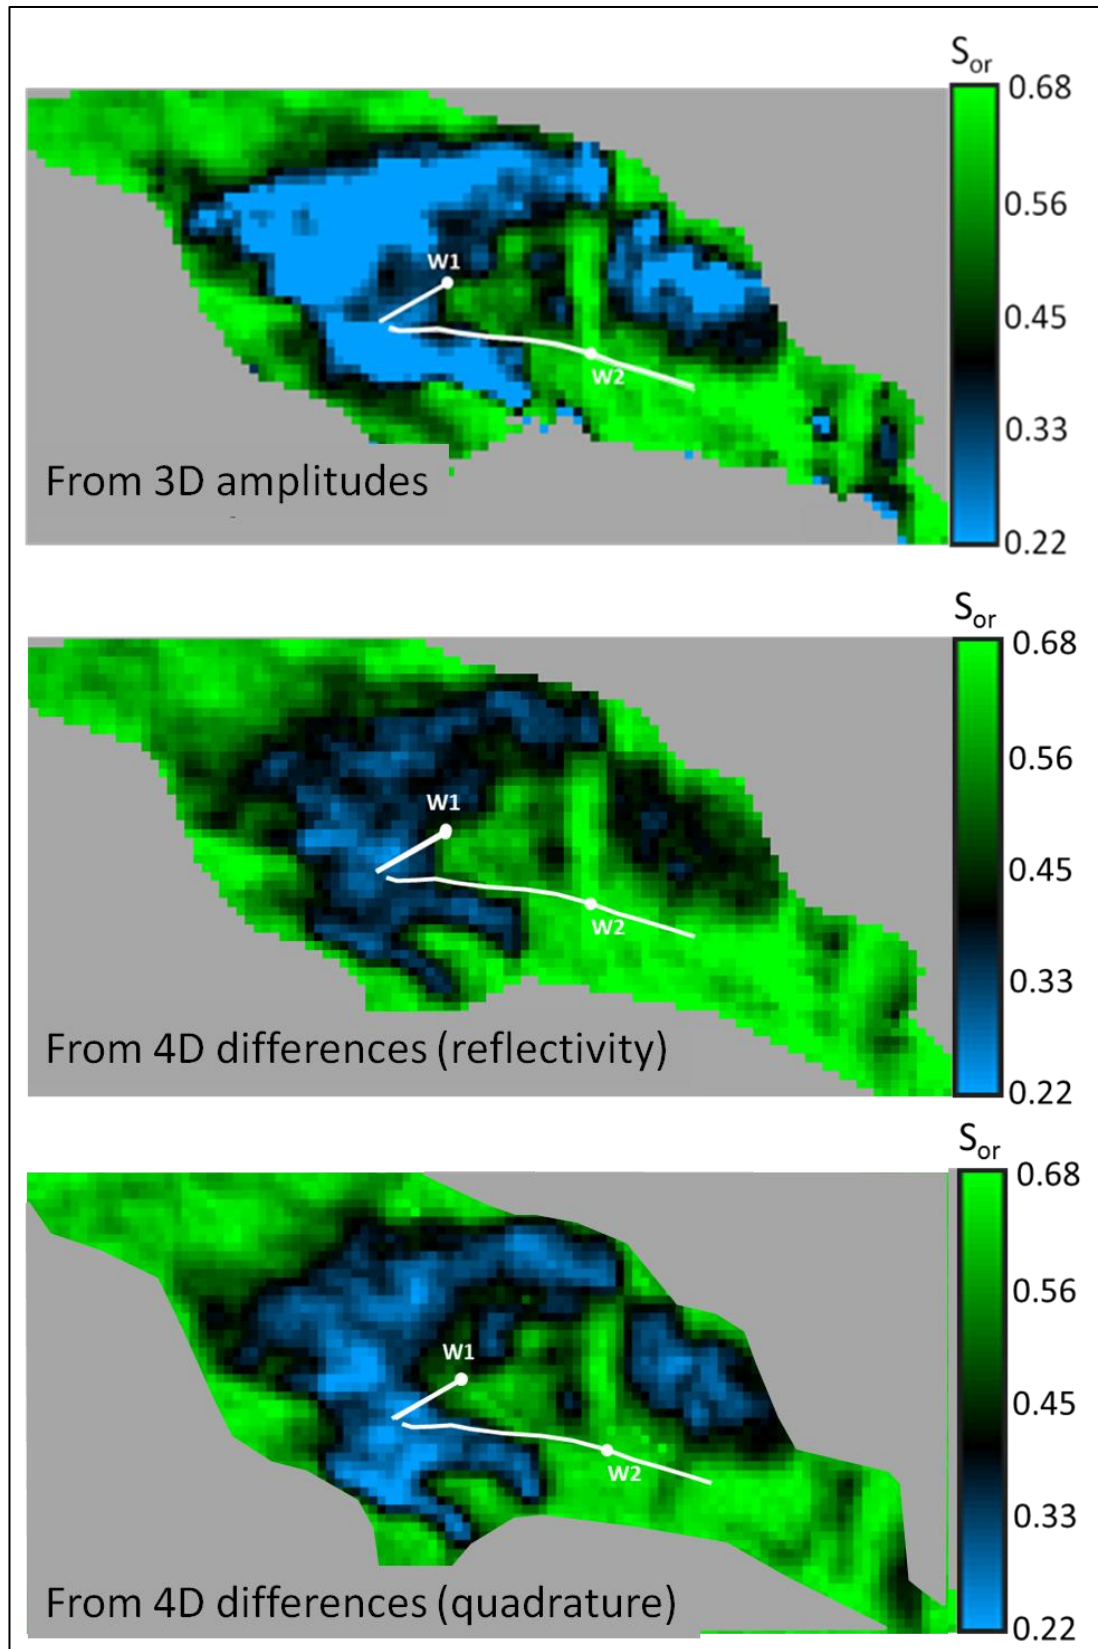 Sor
0.68
0.56
0.45
0.33
0.22
W1
W2
From 3D amplitudes
Sor
0.68
0.56
0.45
0.33
0.22
W1
W2
From 4D differences (reflectivity)
Sor
0.68
0.56
0.45
0.33
0.22
W1
W2
From 4D differences (quadrature)